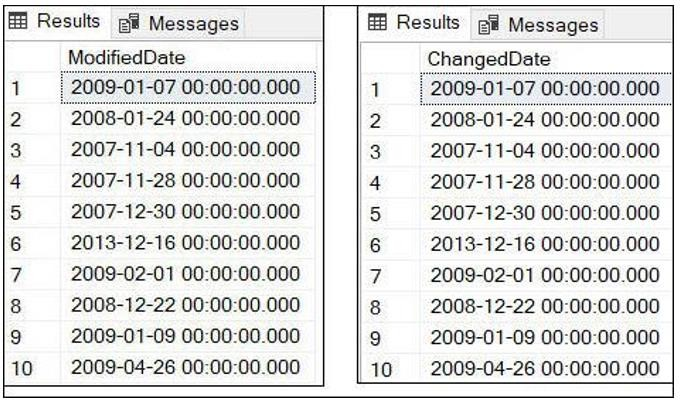 Results Messages
ModifiedDate
1 2009-01-07 00:00:00.000
2 2008-01-24 00:00:00.000
3 2007-11-04 00:00:00.000
4 2007-11-28 00:00:00.000
5 2007-12-30 00:00:00.000
6 2013-12-16 00:00:00.000
7 2009-02-01 00:00:00.000
8 2008-12-22 00:00:00.000
9 2009-01-09 00:00:00.000
10 2009-04-26 00:00:00.000
Results Messages
ChangedDate
1 2009-01-07 00:00:00.000
2 2008-01-24 00:00:00.000
3 2007-11-04 00:00:00.000
4 2007-11-28 00:00:00.000
5 2007-12-30 00:00:00.000
6 2013-12-16 00:00:00.000
7 2009-02-01 00:00:00.000
8 2008-12-22 00:00:00.000
9 2009-01-09 00:00:00.000
10 2009-04-26 00:00:00.000